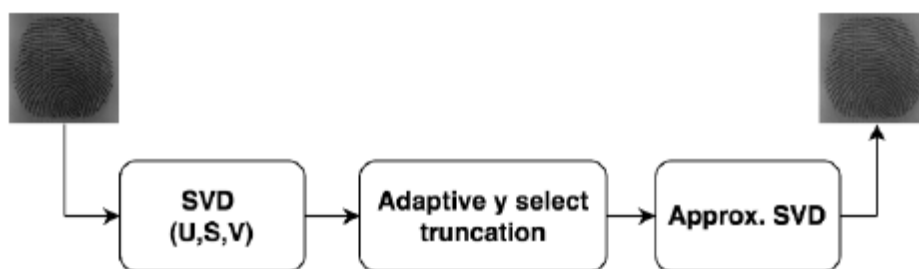 SVD
(U,S,V)
Adaptive y select
truncation
Approx. SVD